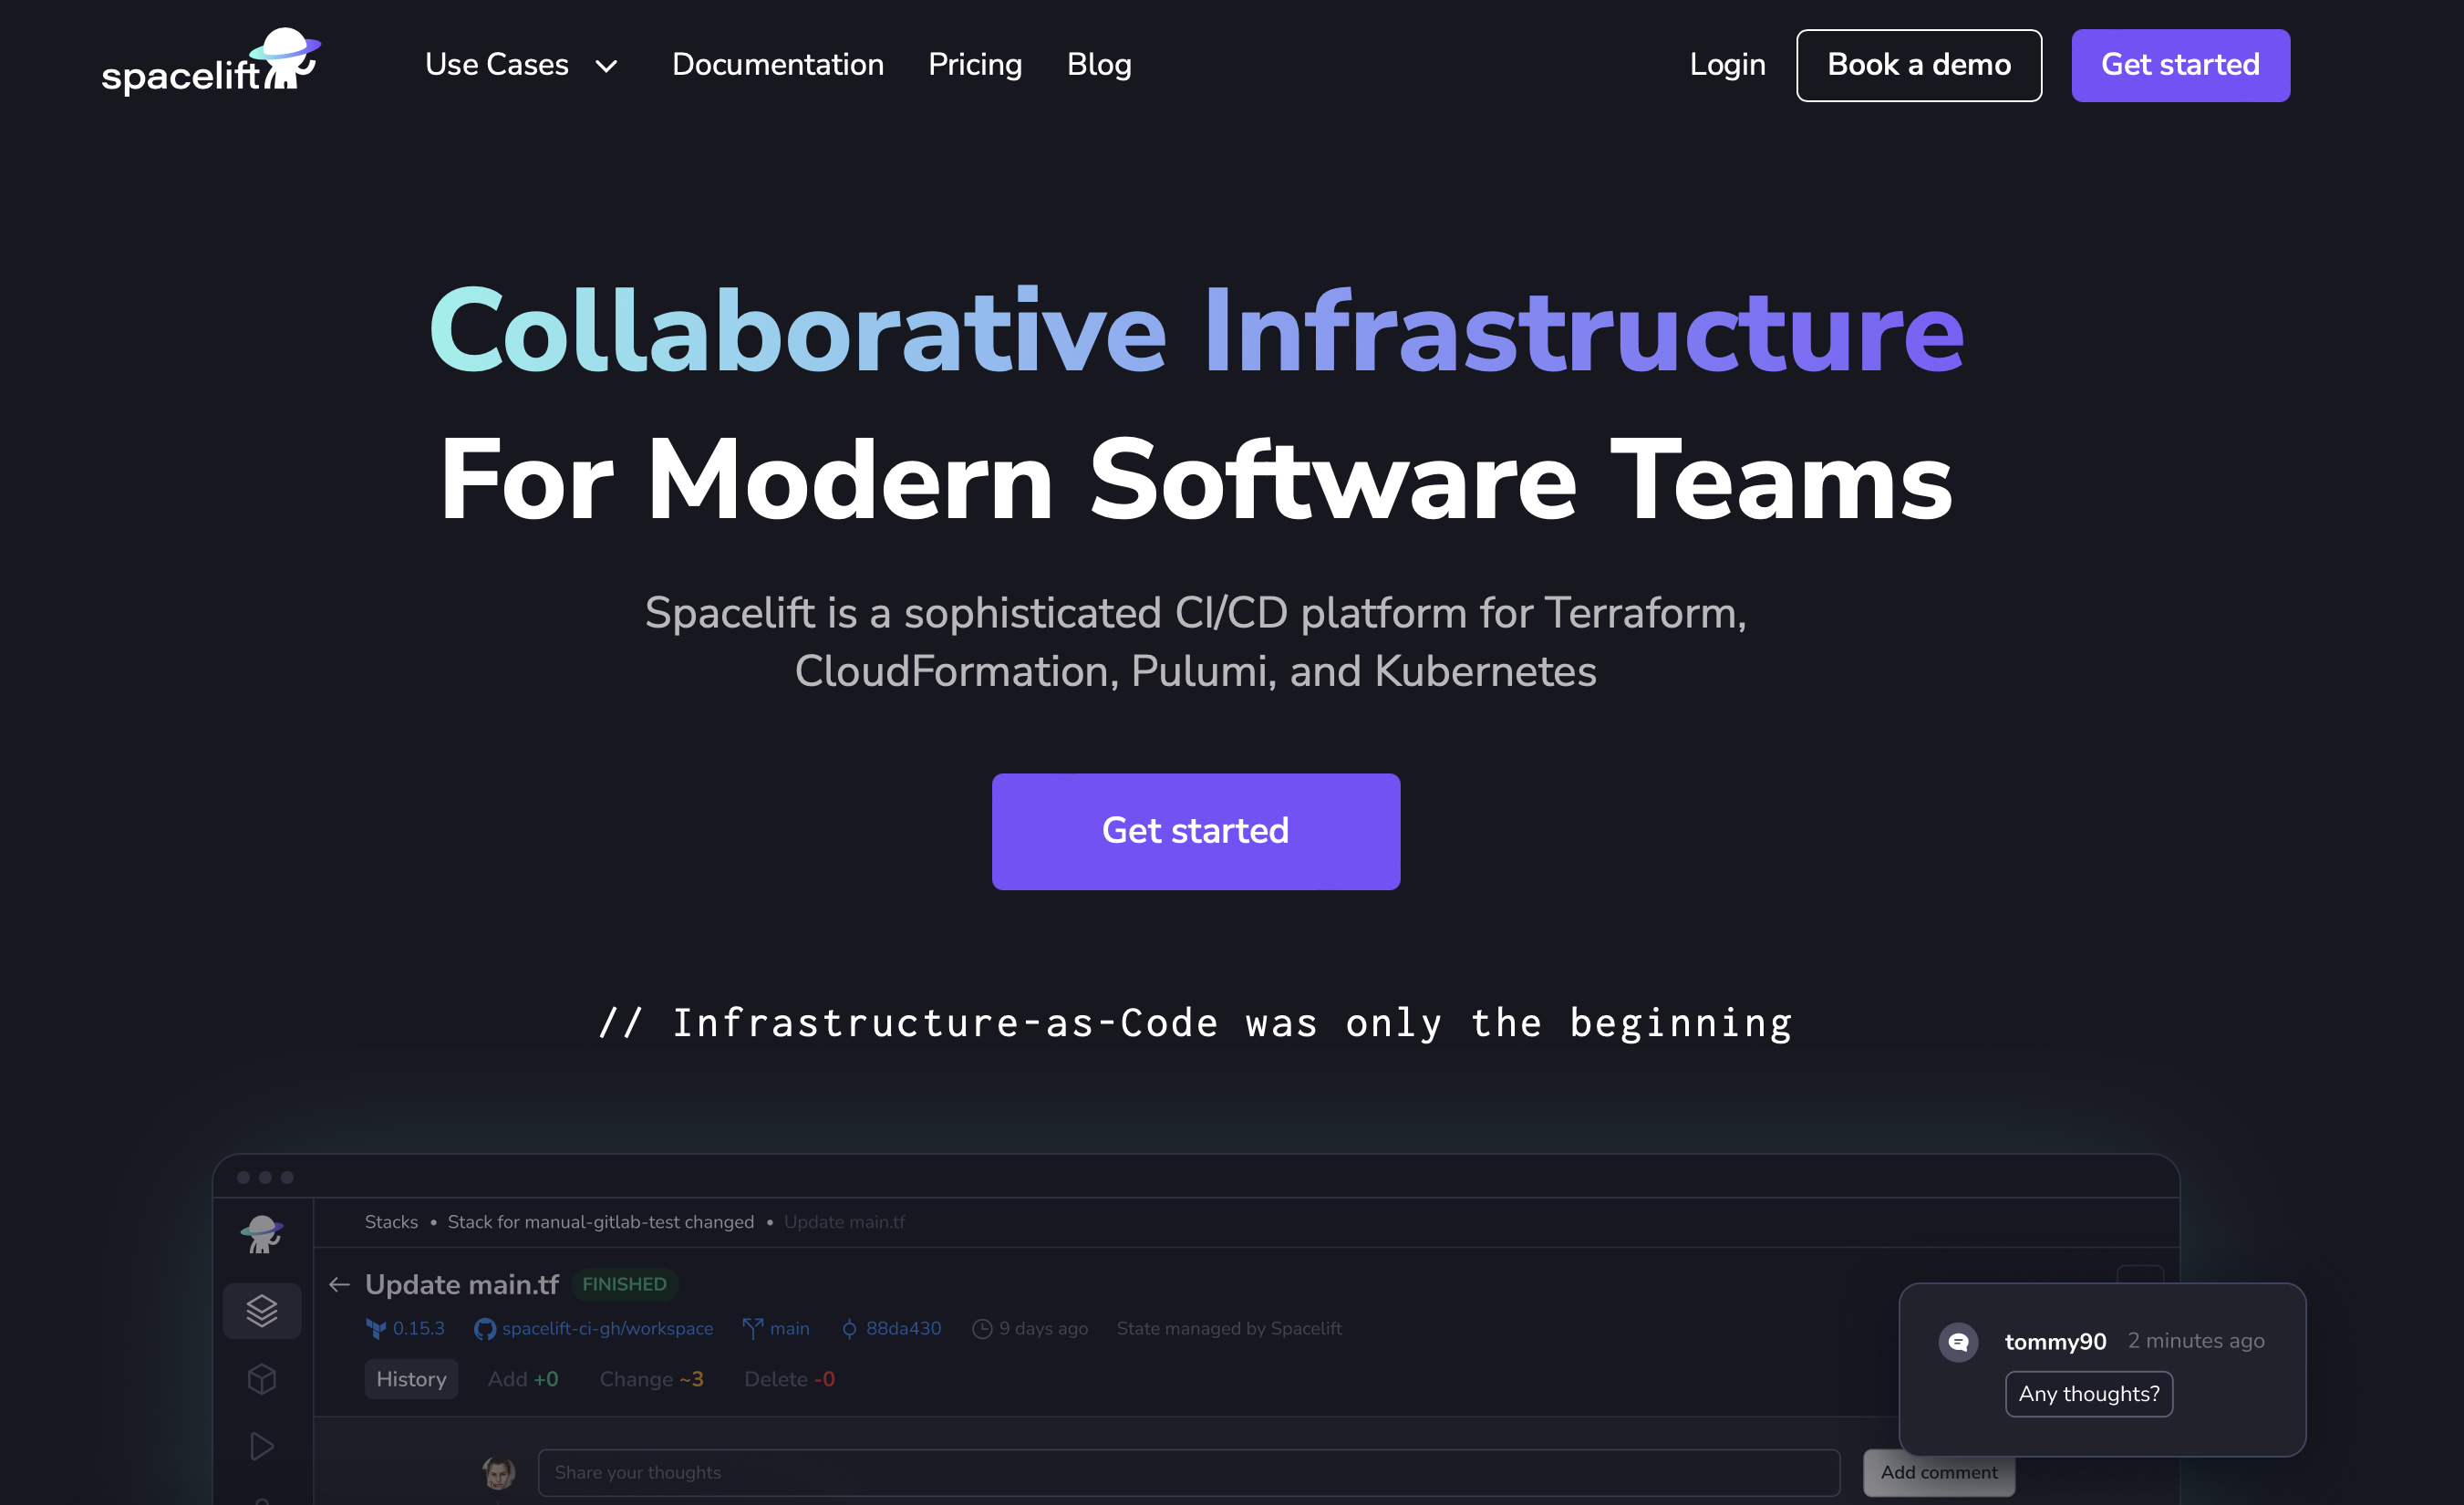 spacelift
Use Cases Documentation Pricing Blog Login Book a demo Get started
Collaborative Infrastructure
For Modern Software Teams
Spacelift is a sophisticated CI/CD platform for Terraform,
CloudFormation, Pulumi, and Kubernetes
Get started
// Infrastructure-as-Code was only the beginning
Stacks • Stack for manual-gitlab-test changed • Update main.tf
Update main.tf FINISHED
0.15.3 spacelift-ci-gh/workspace main 88da430 9 days ago State managed by Spacelift
History Add +0 Change ~3 Delete -0
tommy90 2 minutes ago
Any thoughts?
Share your thoughts Add comment